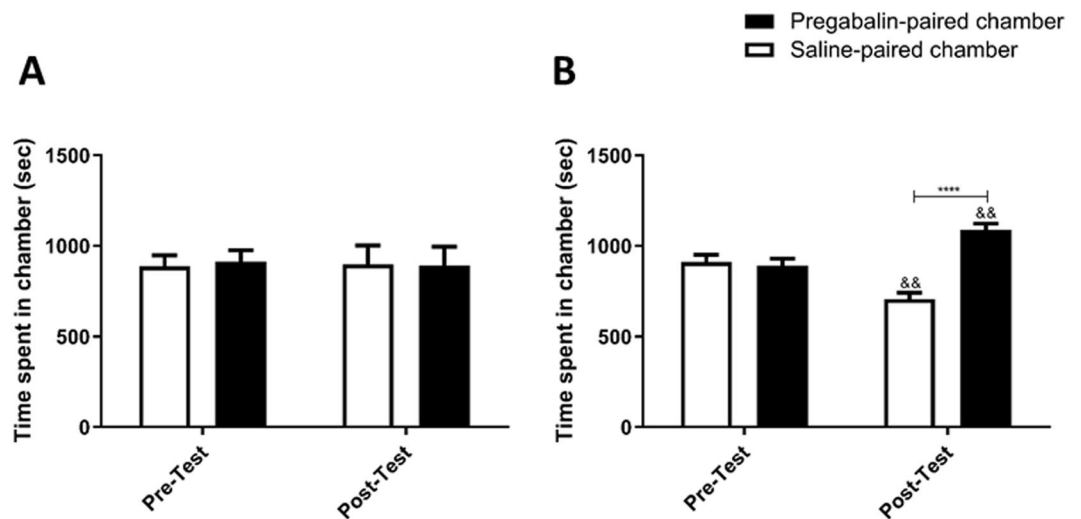 Pregabalin-paired chamber
Saline-paired chamber
A
B
Time spent in chamber (sec)
1500
1000
500
0
Pre-Test
Post-Test
Time spent in chamber (sec)
1500
1000
500
0
****
&&
&&
Pre-Test
Post-Test